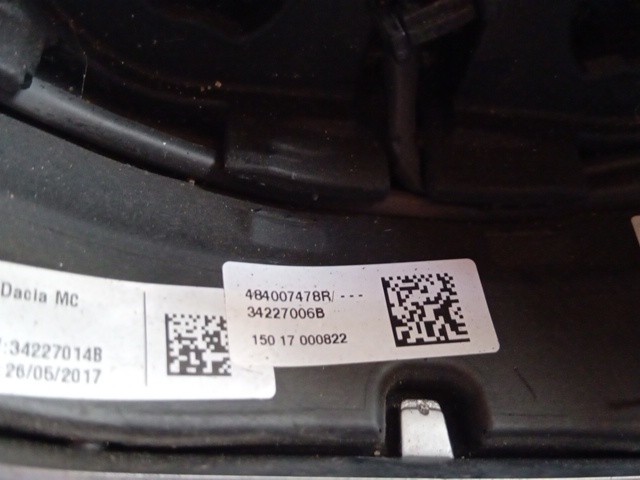 Dacia MC
:34227014B
26/05/2017
484007478R/ ---
34227006B
150 17 000822